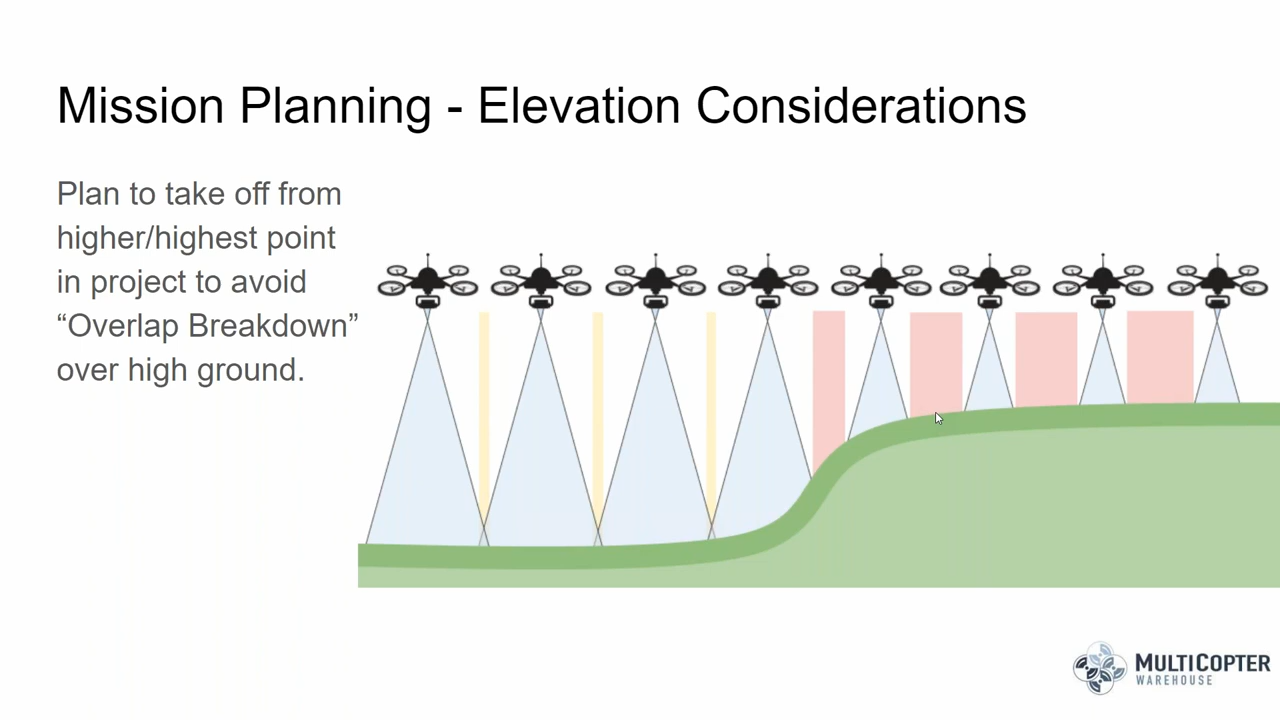 Mission Planning - Elevation Considerations
Plan to take off from
higher/highest point
in project to avoid
“Overlap Breakdown”
over high ground.
MULTICOPTER
WAREHOUSE